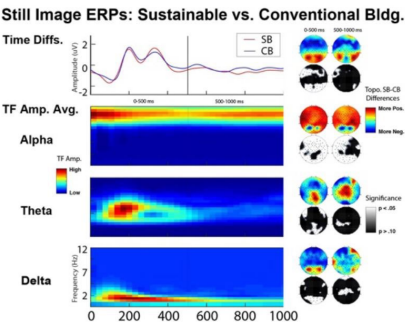 Still Image ERPs: Sustainable vs. Conventional Bldg.
Time Diffs.
Amplitude (uV)
2
0
-2
SB
CB
0-500 ms
500-1000 ms
0-500 ms
500-1000 ms
Topo. SB-CB
Differences
More Pos.
More Neg.
TF Amp. Avg.
Alpha
TF Amp.
High
Low
Theta
Significance
p < .05
p > .10
Delta
Frequency (Hz)
12
7
2
0
200
400
600
800
1000